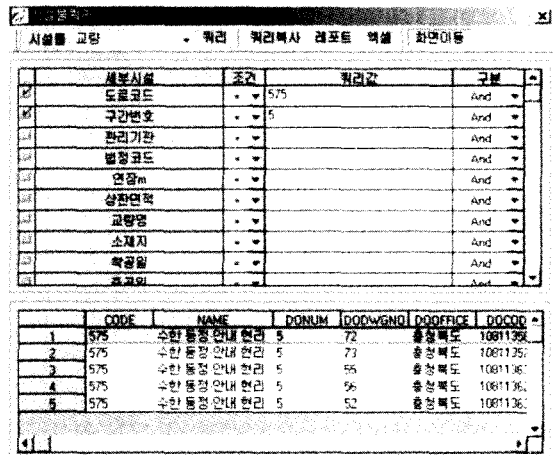 시설물 교량 쿼리 쿼리복사 레포트 엑셀 화면이동
세부시설 조건 쿼리값 구분
도로코드 = 575 And
구간번호 = 5 And
관리기관 = And
법정코드 = And
연장m = And
상판면적 = And
교량명 = And
소재지 = And
착공일 = And
준공일
CODE NAME DONUM DODWGNO DOOFFICE DOCOD
1 575 수한 동정 안내 현리 5 72 충청북도
2 575 수한 동정 안내 현리 5 73 충청북도
3 575 수한 동정 안내 현리 5 55 충청북도
4 575 수한 동정 안내 현리 5 56 충청북도
5 575 수한 동정 안내 현리 5 52 충청북도